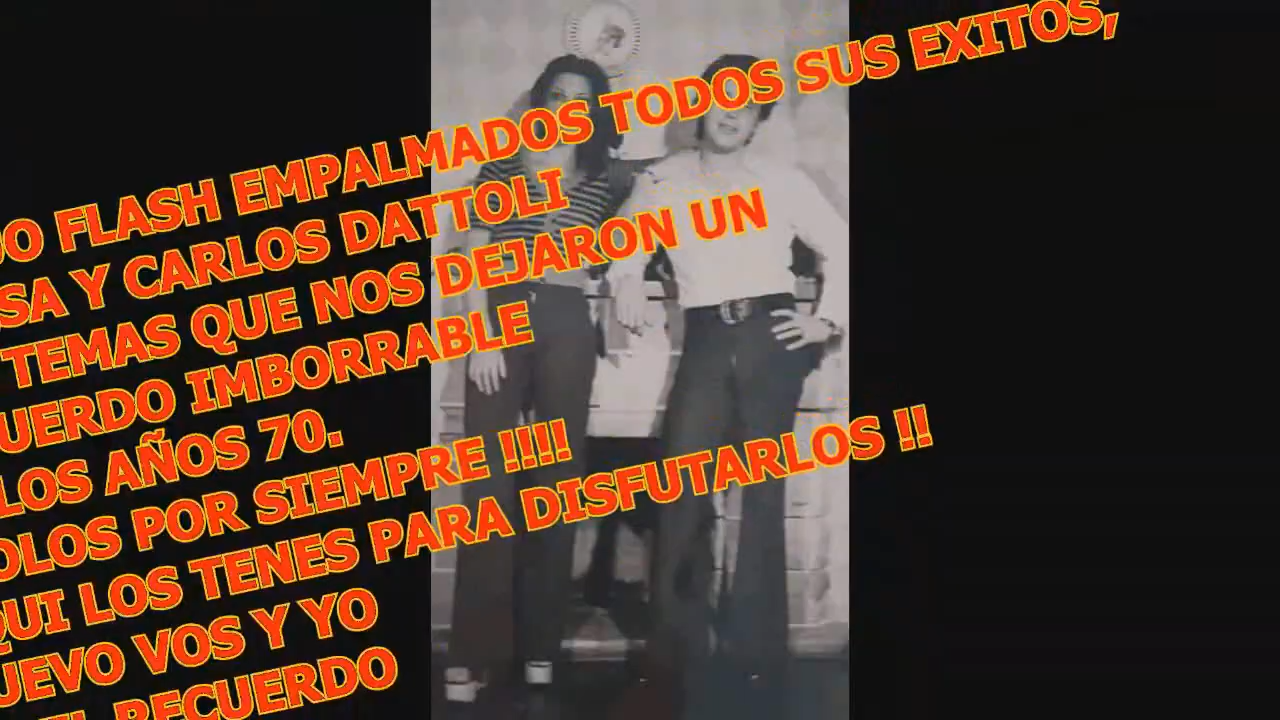 FLASH EMPALMADOS TODOS SUS EXITOS,
Y CARLOS DATTOLI
TEMAS QUE NOS DEJARON UN
IMBORRABLE
LOS AÑOS 70.
POR SIEMPRE !!!!
LOS TENES PARA DISFUTARLOS !!
VOS Y YO
RECUERDO